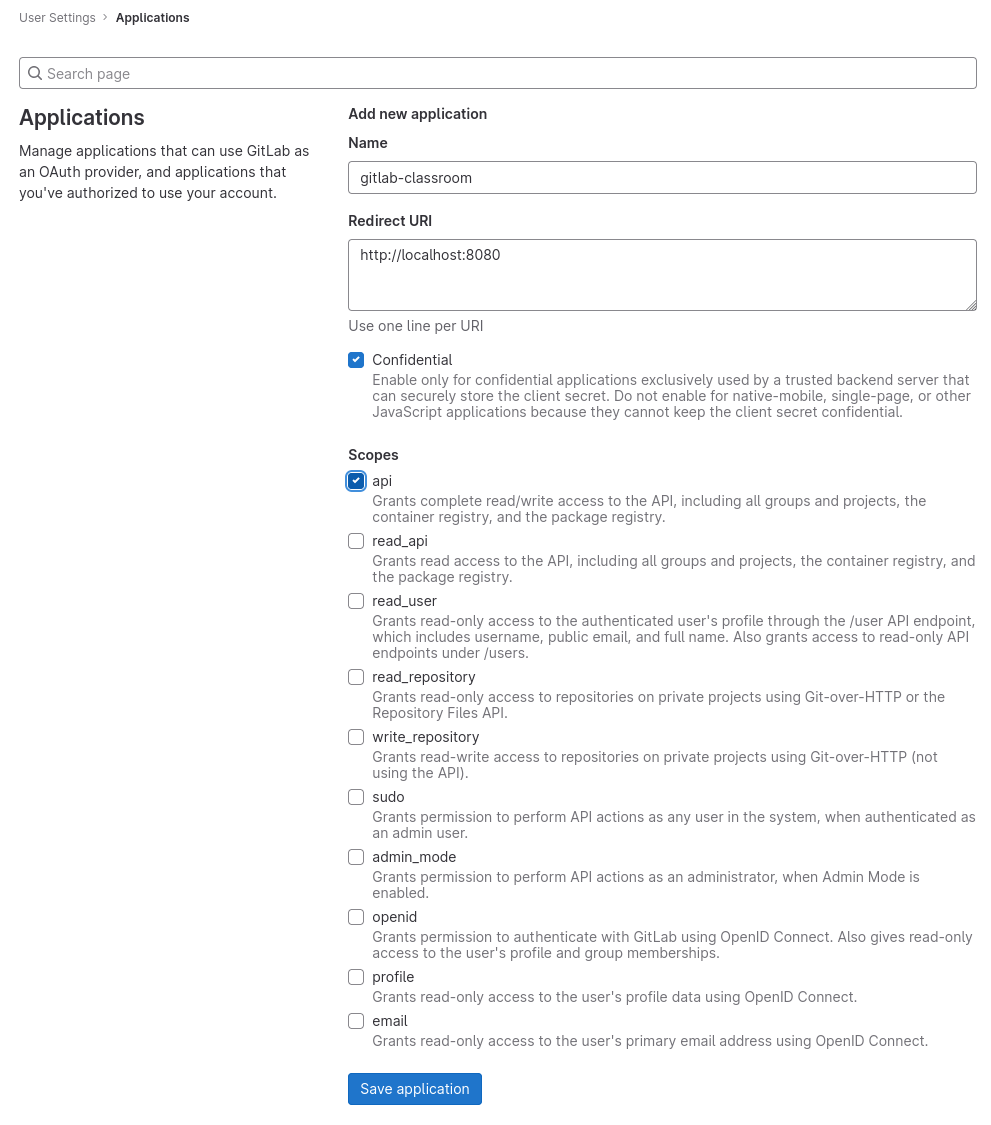 User Settings › Applications
Search page
Applications
Manage applications that can use GitLab as
an OAuth provider, and applications that
you've authorized to use your account.
Add new application
Name
gitlab-classroom
Redirect URI
http://localhost:8080
Use one line per URI
Confidential
Enable only for confidential applications exclusively used by a trusted backend server that
can securely store the client secret. Do not enable for native-mobile, single-page, or other
JavaScript applications because they cannot keep the client secret confidential.
Scopes
api
Grants complete read/write access to the API, including all groups and projects, the
container registry, and the package registry.
read_api
Grants read access to the API, including all groups and projects, the container registry, and
the package registry.
read_user
Grants read-only access to the authenticated user's profile through the /user API endpoint,
which includes username, public email, and full name. Also grants access to read-only API
endpoints under /users.
read_repository
Grants read-only access to repositories on private projects using Git-over-HTTP or the
Repository Files API.
write_repository
Grants read-write access to repositories on private projects using Git-over-HTTP (not
using the API).
sudo
Grants permission to perform API actions as any user in the system, when authenticated as
an admin user.
admin_mode
Grants permission to perform API actions as an administrator, when Admin Mode is
enabled.
openid
Grants permission to authenticate with GitLab using OpenID Connect. Also gives read-only
access to the user's profile and group memberships.
profile
Grants read-only access to the user's profile data using OpenID Connect.
email
Grants read-only access to the user's primary email address using OpenID Connect.
Save application